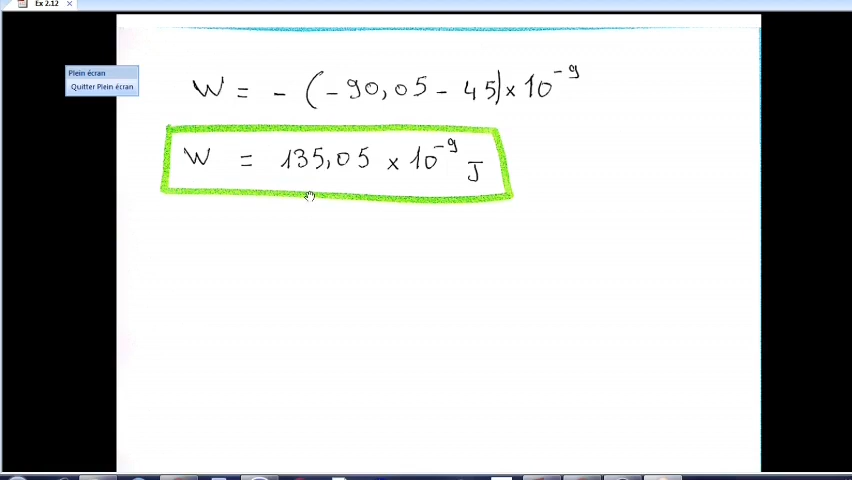 Ex 2.12
Plein écran
Quitter Plein écran
W = - (-90,05 - 45) × 10⁻⁹
W = 135,05 × 10⁻⁹ J